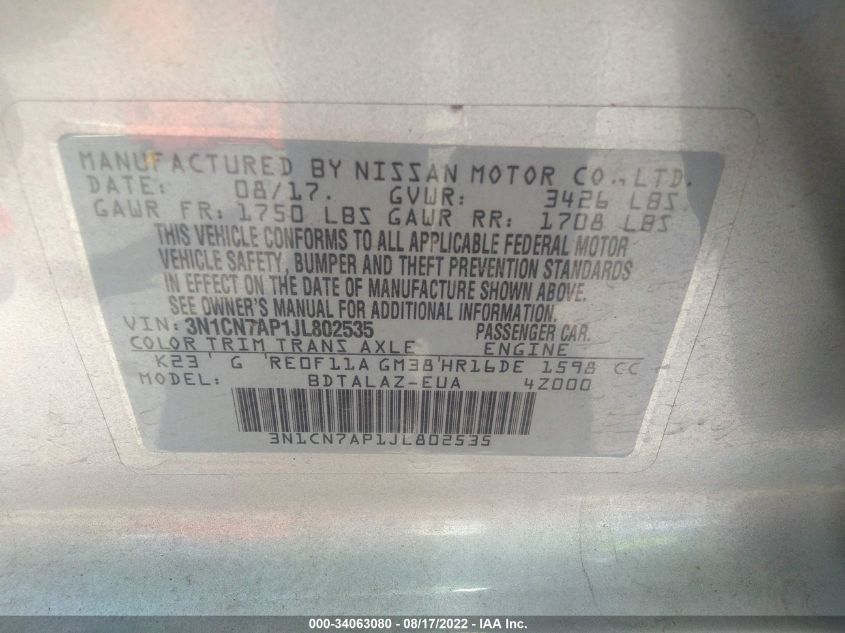 MANUFACTURED BY NISSAN MOTOR CO., LTD.
DATE: 08/17. GVWR: 3426 LBS
GAWR FR: 1750 LBS GAWR RR: 1708 LBS
THIS VEHICLE CONFORMS TO ALL APPLICABLE FEDERAL MOTOR
VEHICLE SAFETY, BUMPER AND THEFT PREVENTION STANDARDS
IN EFFECT ON THE DATE OF MANUFACTURE SHOWN ABOVE.
SEE OWNER'S MANUAL FOR ADDITIONAL INFORMATION.
VIN: 3N1CN7AP1JL802535 PASSENGER CAR.
COLOR TRIM TRANS AXLE ENGINE
K23 ' G 'RE0F11A GM38'HR16DE 1598 CC
MODEL: BDTALAZ-EUA 4Z000
3N1CN7AP1JL802535
000-34063080 - 08/17/2022 - IAA Inc.